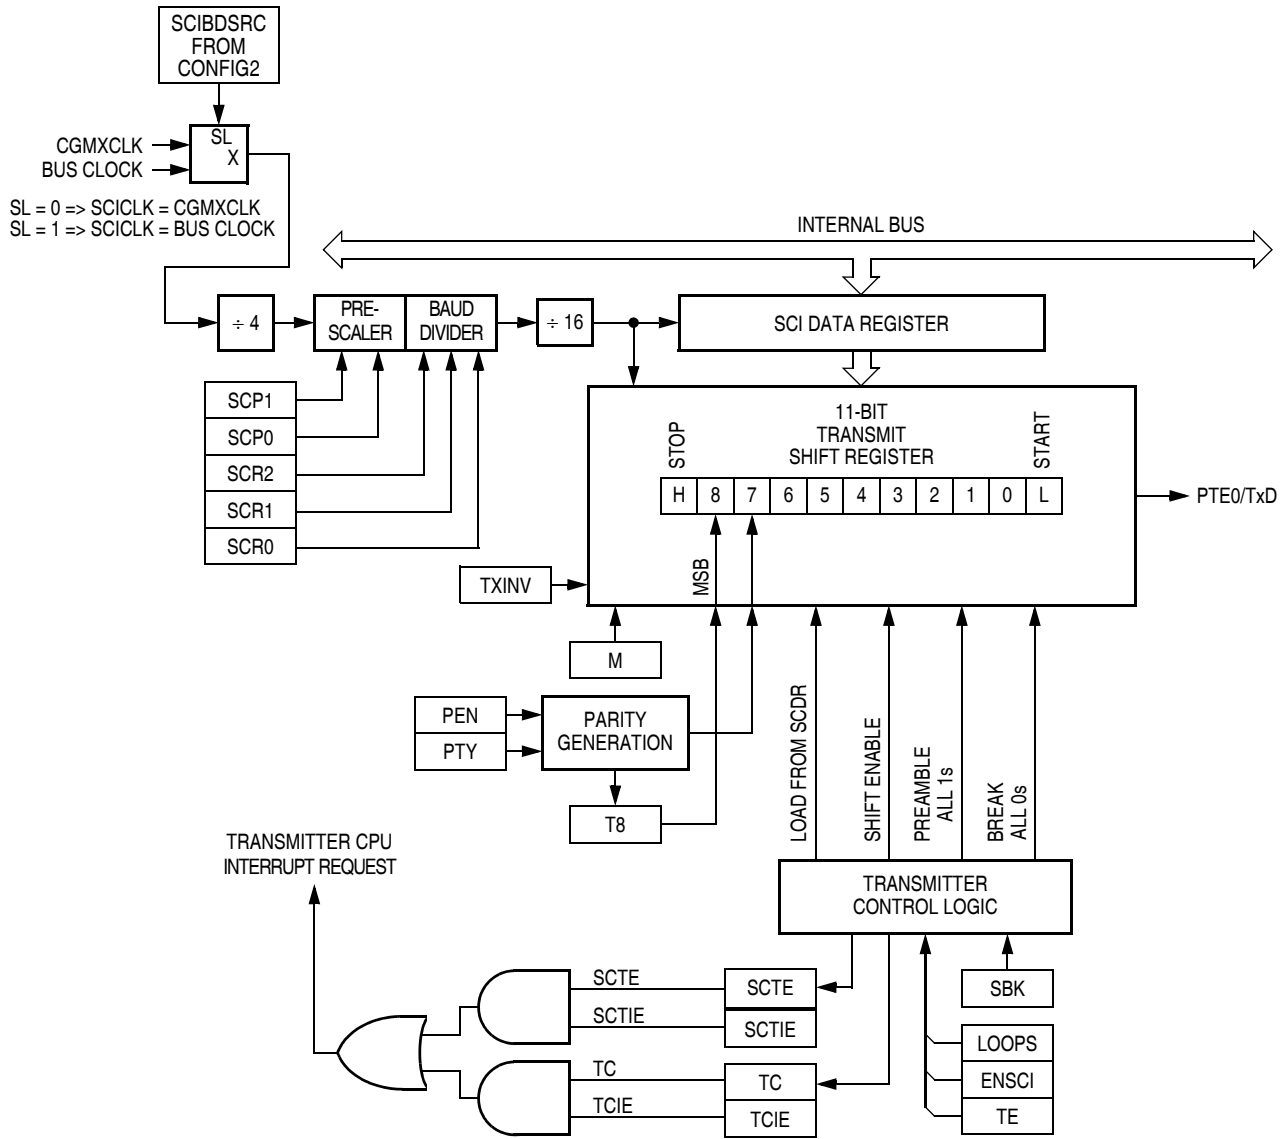 SCIBDSRC
FROM
CONFIG2
SL
X
CGMXCLK
BUS CLOCK
SL = 0 => SCICLK = CGMXCLK
SL = 1 => SCICLK = BUS CLOCK
INTERNAL BUS
÷ 4
PRE-
SCALER
BAUD
DIVIDER
÷ 16
SCI DATA REGISTER
SCP1
SCP0
SCR2
SCR1
SCR0
11-BIT
TRANSMIT
SHIFT REGISTER
STOP
START
H 8 7 6 5 4 3 2 1 0 L
PTE0/TxD
MSB
TXINV
M
PEN
PTY
PARITY
GENERATION
T8
LOAD FROM SCDR
SHIFT ENABLE
PREAMBLE
ALL 1s
BREAK
ALL 0s
TRANSMITTER CPU
INTERRUPT REQUEST
TRANSMITTER
CONTROL LOGIC
SCTE
SCTE
SCTIE
SCTIE
TC
TC
TCIE
TCIE
SBK
LOOPS
ENSCI
TE